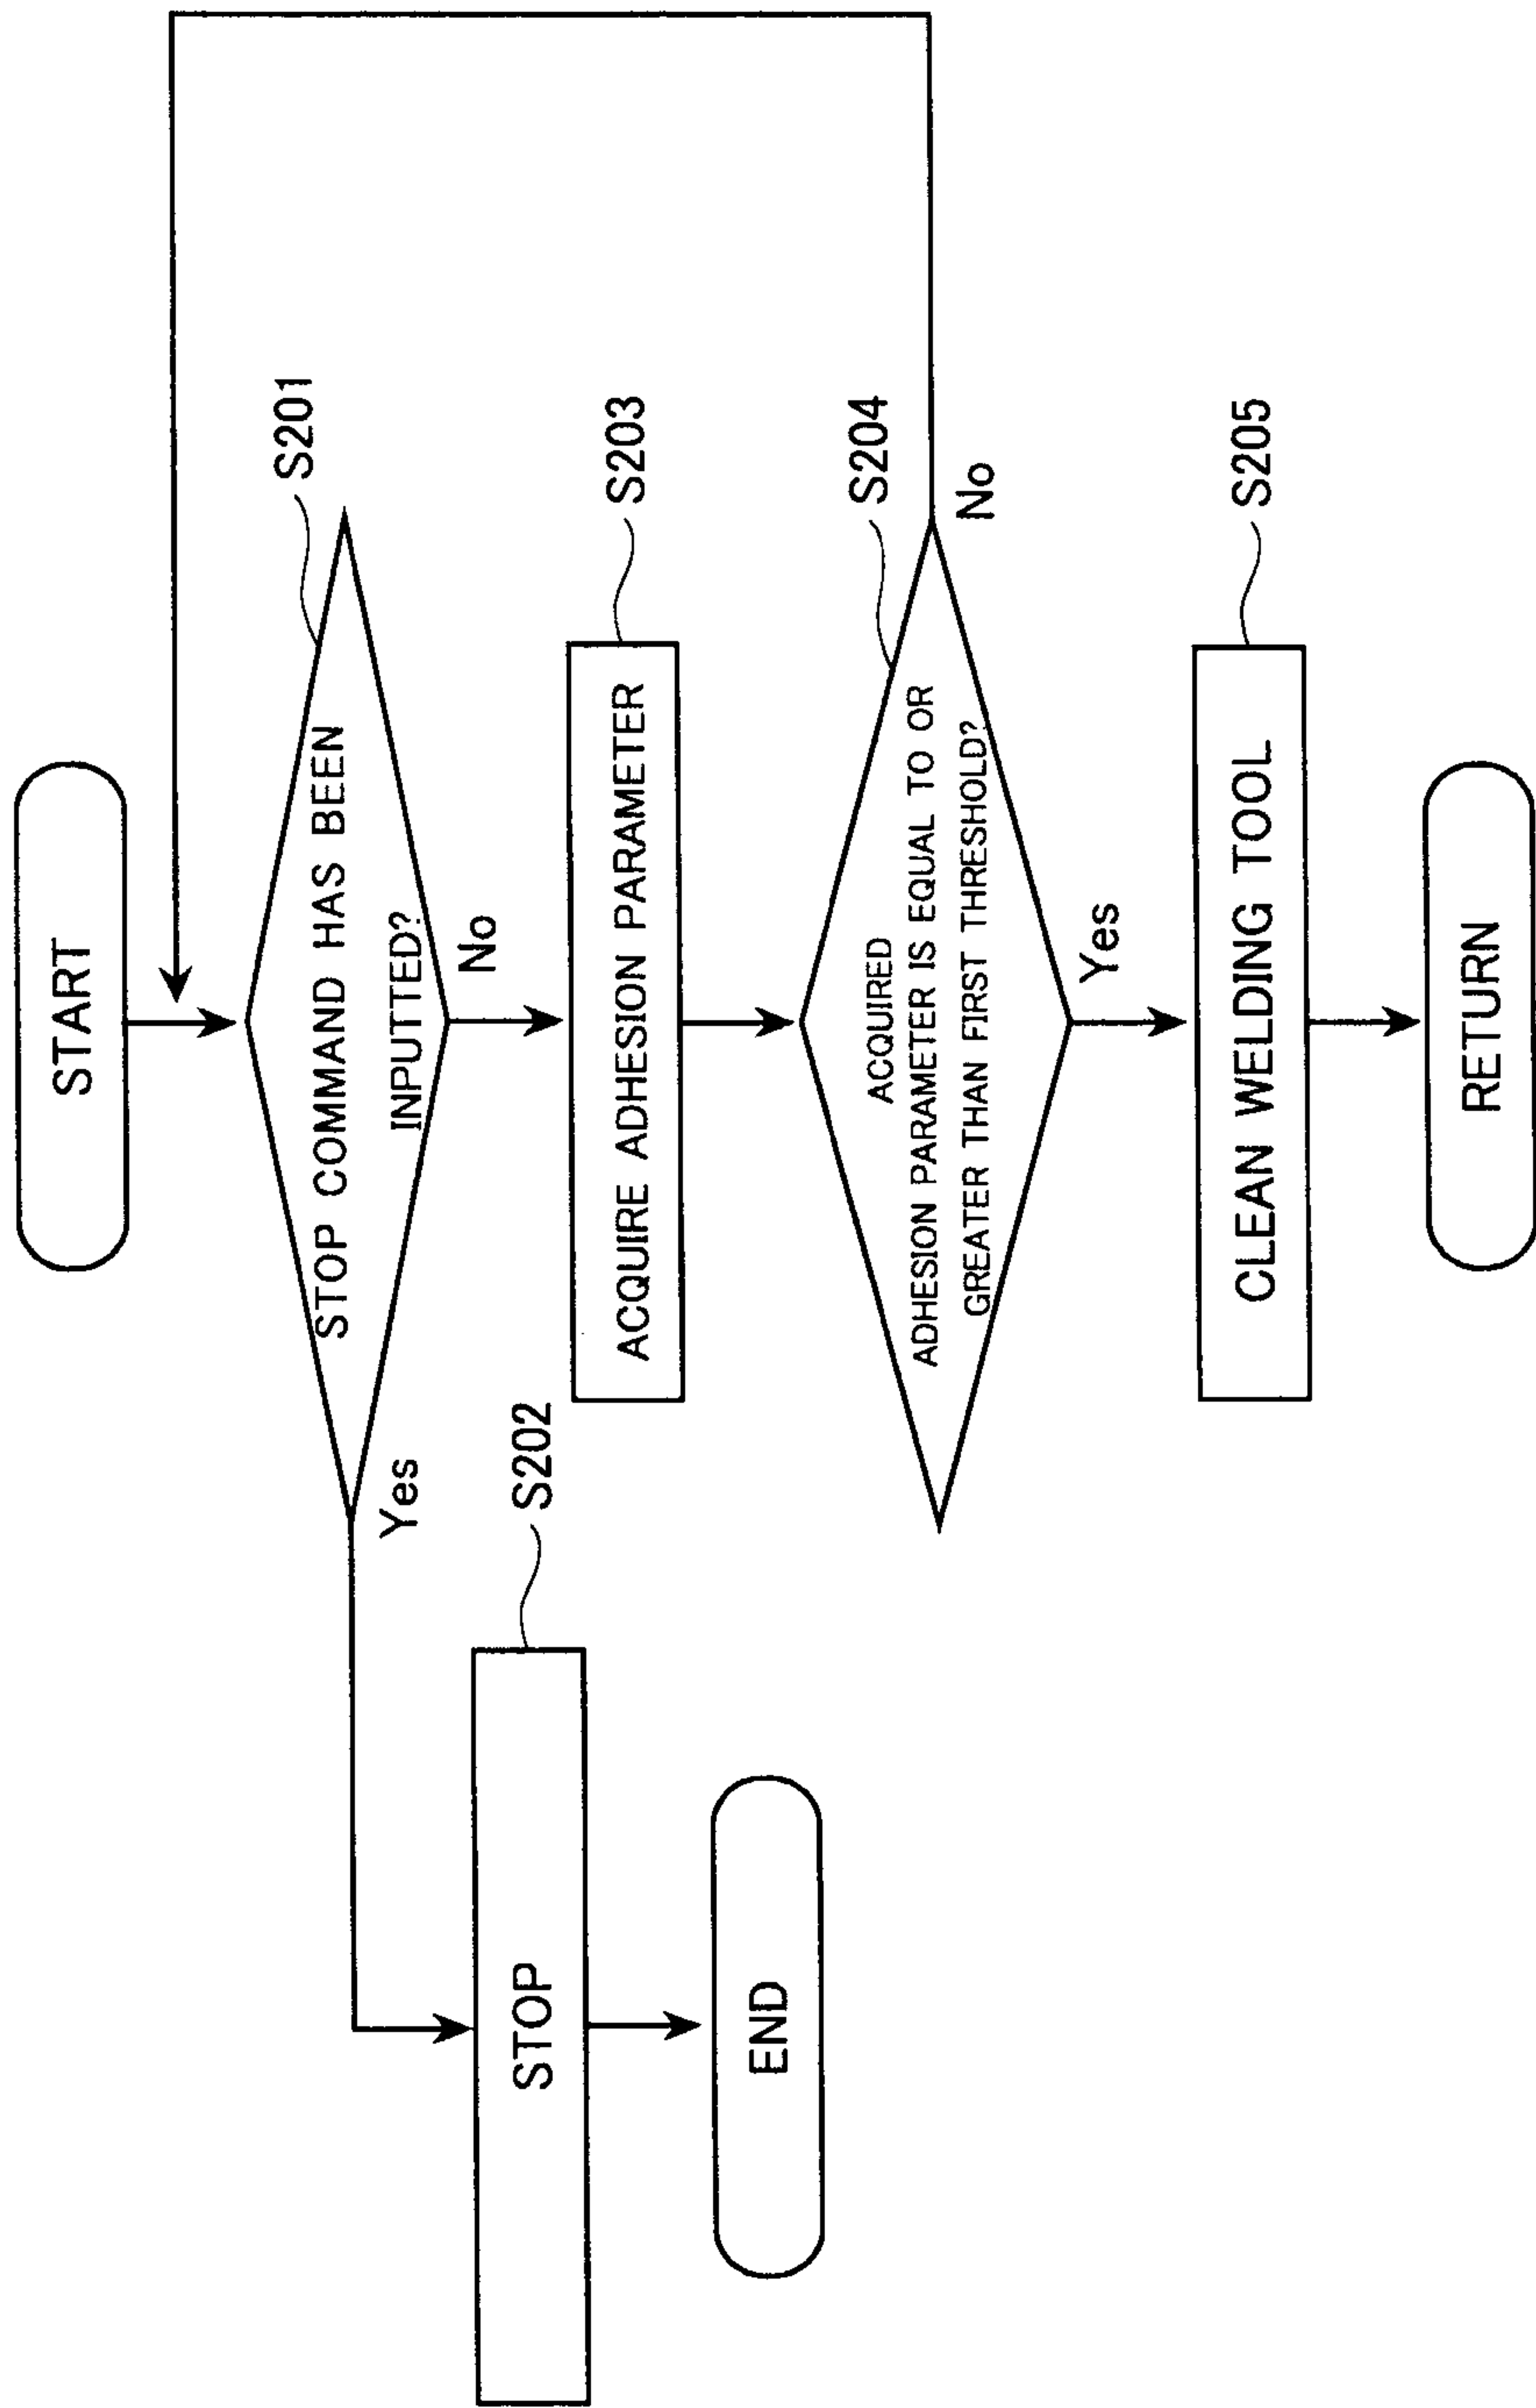 START
STOP COMMAND HAS BEEN
INPUTTED?
S201
Yes
No
STOP
S202
END
ACQUIRE ADHESION PARAMETER
S203
ACQUIRED
ADHESION PARAMETER IS EQUAL TO OR
GREATER THAN FIRST THRESHOLD?
S204
No
Yes
CLEAN WELDING TOOL
S205
RETURN